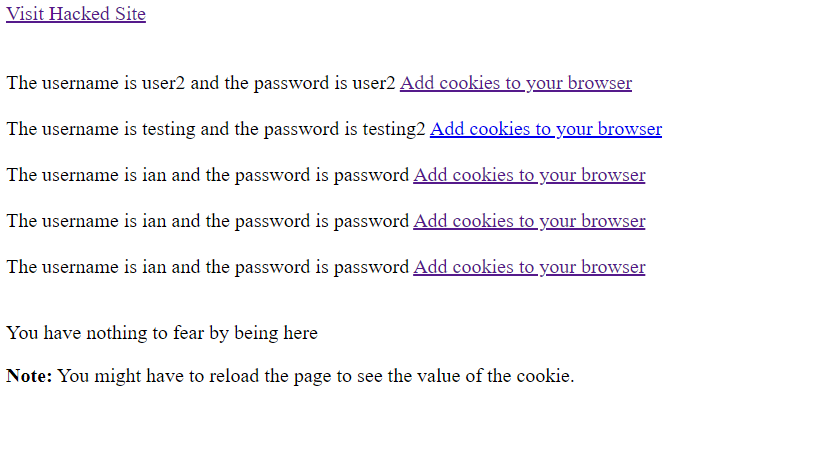 Visit Hacked Site
The username is user2 and the password is user2 Add cookies to your browser
The username is testing and the password is testing2 Add cookies to your browser
The username is ian and the password is password Add cookies to your browser
The username is ian and the password is password Add cookies to your browser
The username is ian and the password is password Add cookies to your browser
You have nothing to fear by being here
Note: You might have to reload the page to see the value of the cookie.